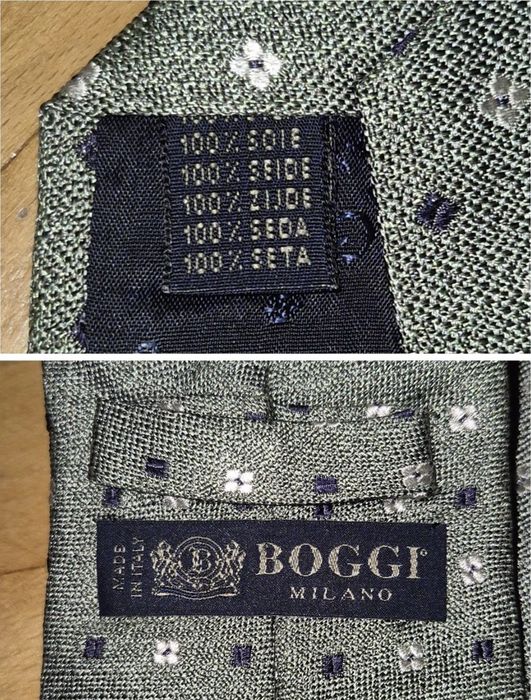 100% SOIE
100% SEIDE
100% ZIJDE
100% SEDA
100% SETA
MADE
IN ITALY
B
BOGGI®
MILANO